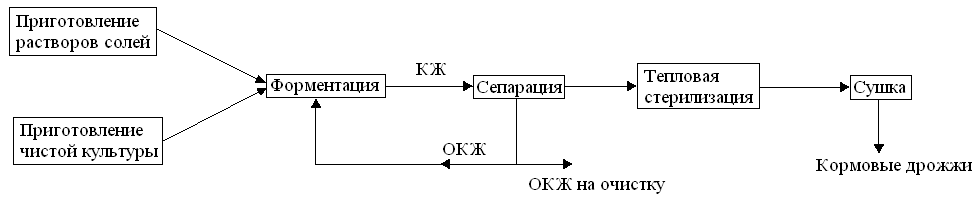 Приготовление
растворов солей
Форментация
КЖ
Сепарация
Тепловая
стерилизация
Сушка
Приготовление
чистой культуры
ОКЖ
ОКЖ на очистку
Кормовые дрожжи